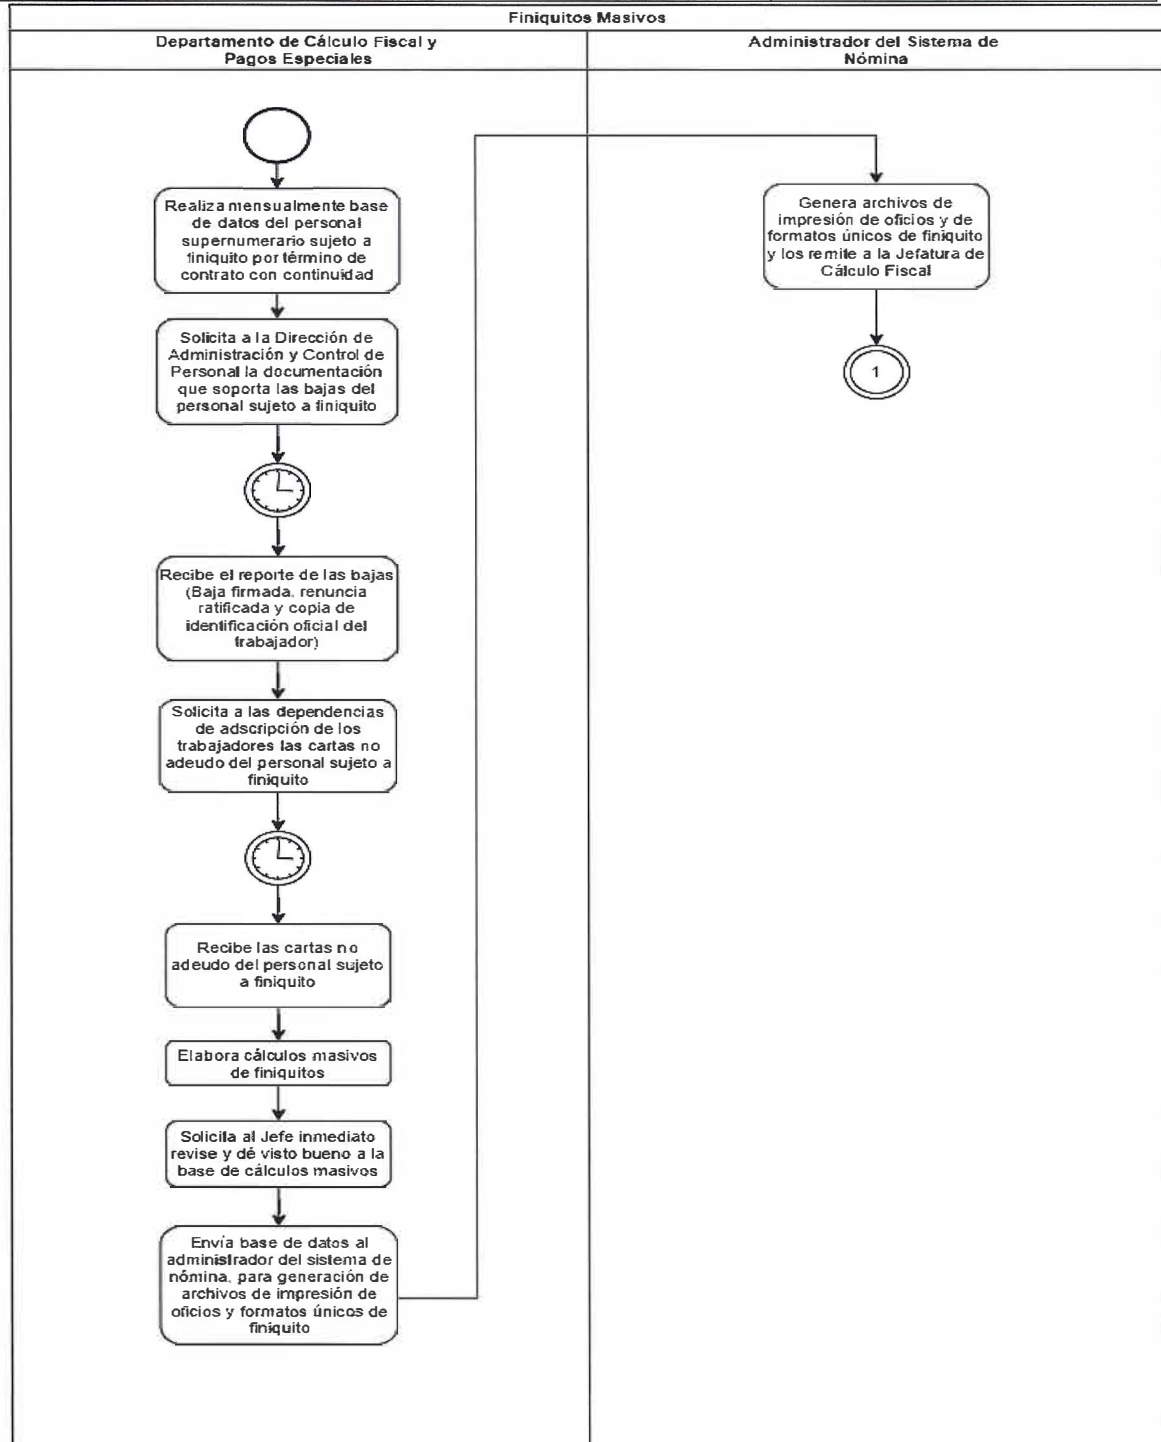 Finiquitos Masivos
Departamento de Cálculo Fiscal y
Pagos Especiales
Administrador del Sistema de
Nómina
Realiza mensualmente base
de datos del personal
supernumerario sujeto a
finiquito por término de
contrato con continuidad
Solicita a la Dirección de
Administración y Control de
Personal la documentación
que soporta las bajas del
personal sujeto a finiquito
Recibe el reporte de las bajas
(Baja firmada, renuncia
ratificada y copia de
identificación oficial del
trabajador)
Solicita a las dependencias
de adscripción de los
trabajadores las cartas no
adeudo del personal sujeto a
finiquito
Recibe las cartas no
adeudo del personal sujeto
a finiquito
Elabora cálculos masivos
de finiquitos
Solicita al Jefe inmediato
revise y dé visto bueno a la
base de cálculos masivos
Envía base de datos al
administrador del sistema de
nómina, para generación de
archivos de impresión de
oficios y formatos únicos de
finiquito
Genera archivos de
impresión de oficios y de
formatos únicos de finiquito
y los remite a la Jefatura de
Cálculo Fiscal
1